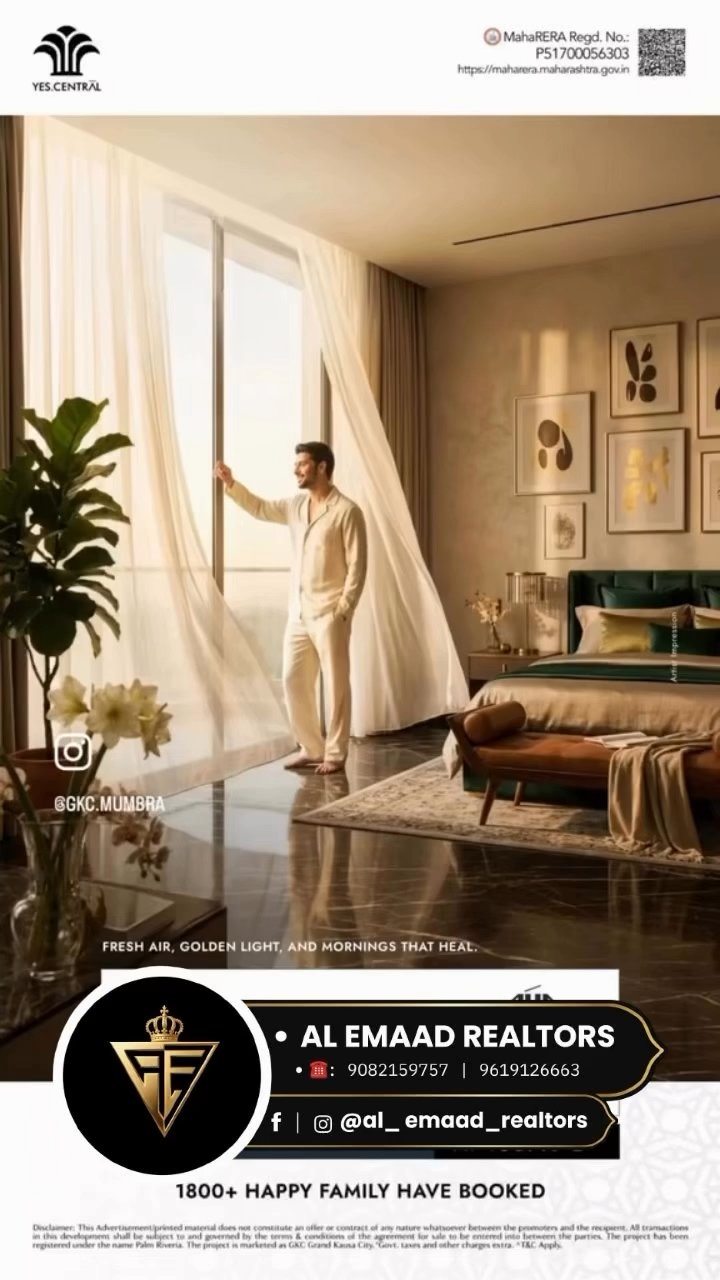 YES.CENTRAL
MahaRERA Regd. No.:
P51700056303
https://maharera.maharashtra.gov.in
Artist Impression
@GKC.MUMBRA
FRESH AIR, GOLDEN LIGHT, AND MORNINGS THAT HEAL.
• AL EMAAD REALTORS
• ☎: 9082159757 | 9619126663
f | @al_ emaad_realtors
1800+ HAPPY FAMILY HAVE BOOKED
Disclaimer: This Advertisement/printed material does not constitute an offer or contract of any nature whatsoever between the promoters and the recipient. All transactions
in this development shall be subject to and governed by the terms & conditions of the agreement for sale to be entered into between the parties. The project has been
registered under the name Palm Riveria. The project is marketed as GKC Grand Kausa City. *Govt. taxes and other charges extra. *T&C Apply.